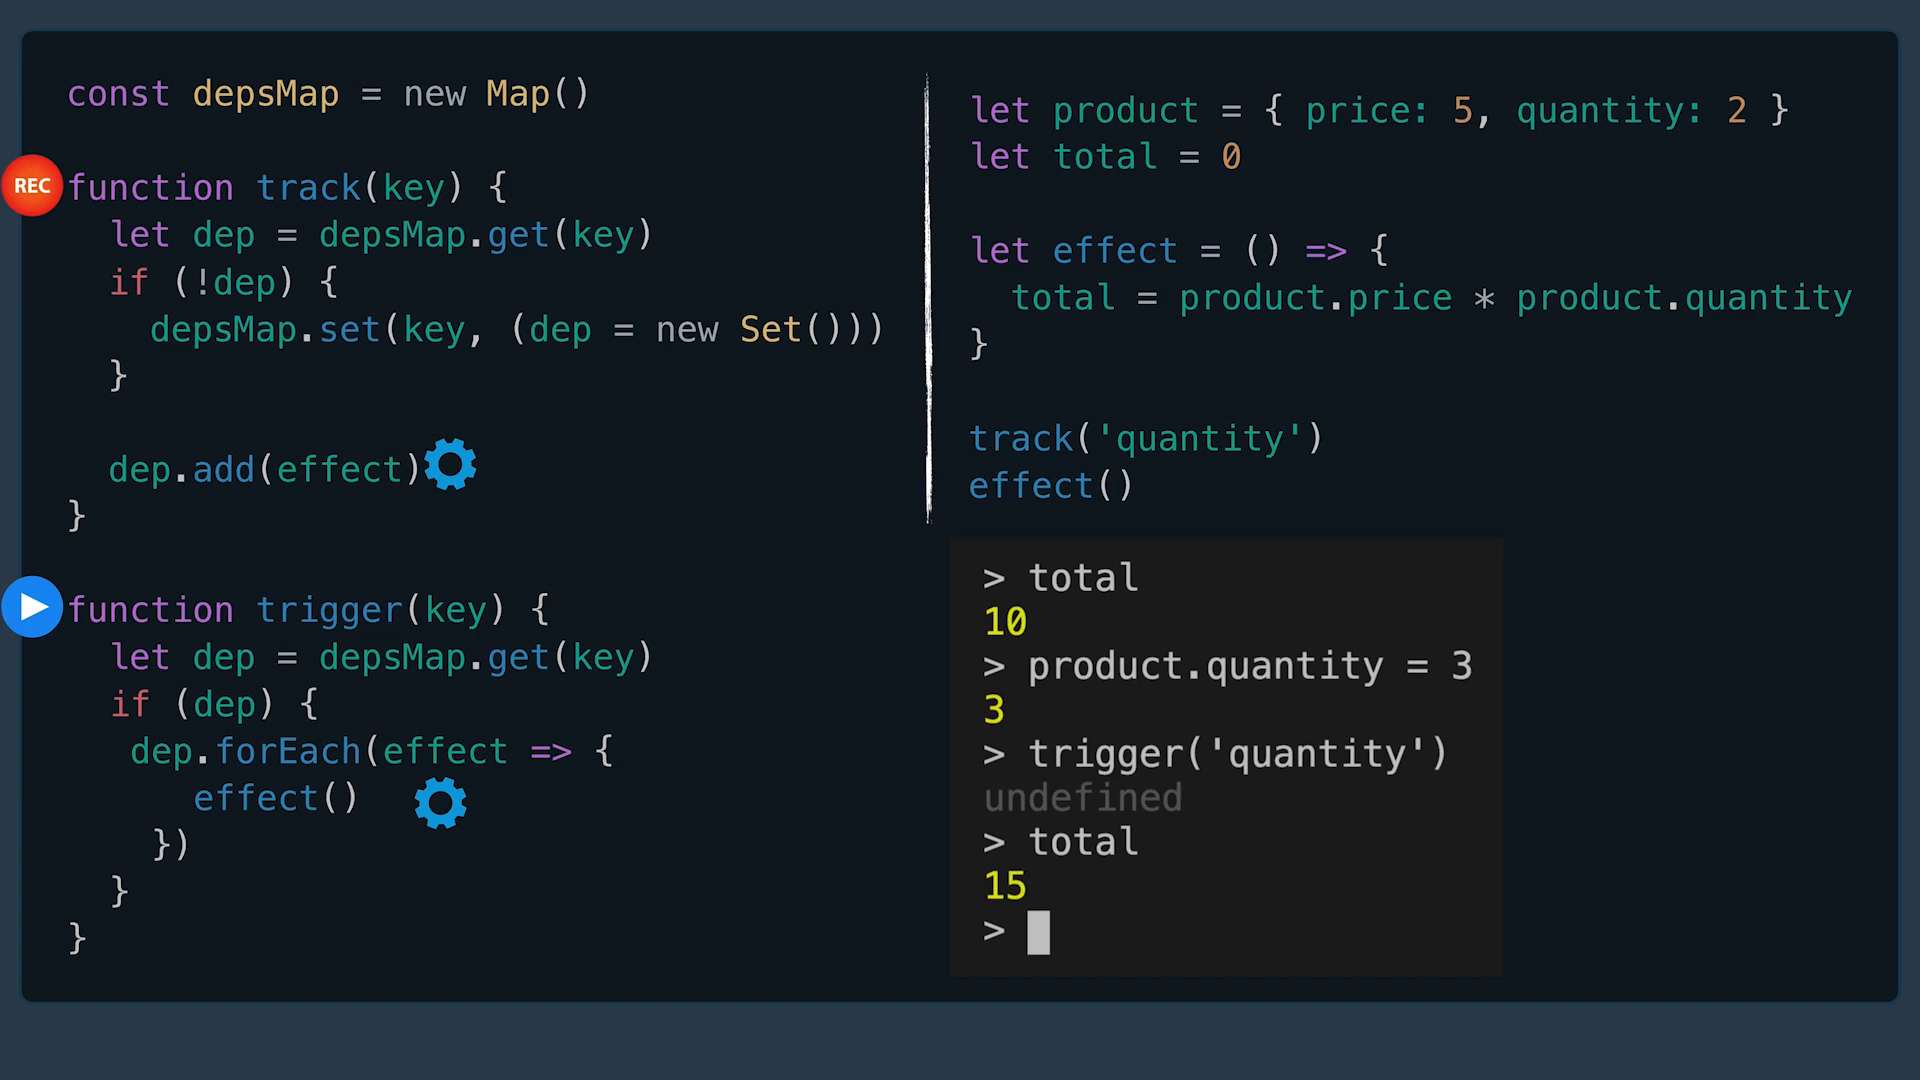 const depsMap = new Map()
REC
function track(key) {
let dep = depsMap.get(key)
if (!dep) {
depsMap.set(key, (dep = new Set()))
}
dep.add(effect)
}
function trigger(key) {
let dep = depsMap.get(key)
if (dep) {
dep.forEach(effect => {
effect()
})
}
}
let product = { price: 5, quantity: 2 }
let total = 0
let effect = () => {
total = product.price * product.quantity
}
track('quantity')
effect()
> total
10
> product.quantity = 3
3
> trigger('quantity')
undefined
> total
15
>